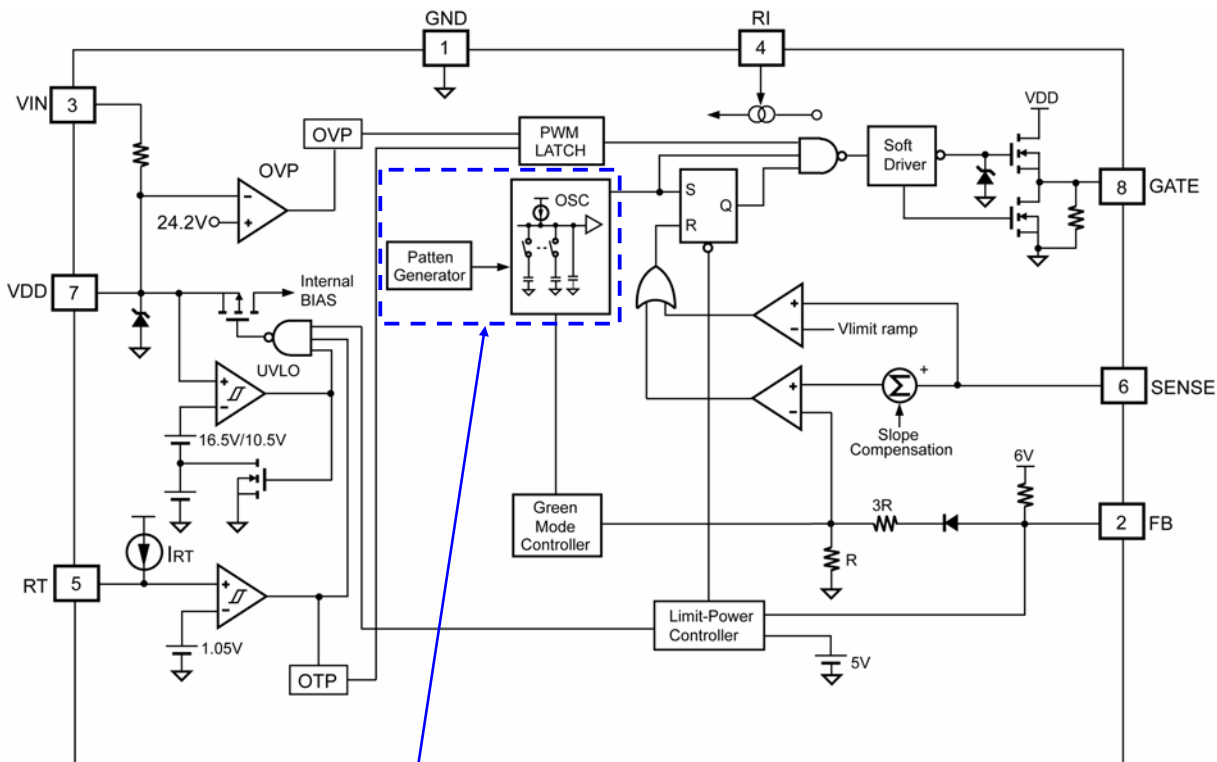 GND
1
RI
4
VIN
3
OVP
PWM
LATCH
VDD
Soft
Driver
OVP
24.2V
OSC
S
Q
R
8
GATE
Patten
Generator
VDD
7
Internal
BIAS
Vlimit ramp
UVLO
+
Σ
6
SENSE
16.5V/10.5V
Slope
Compensation
6V
Green
Mode
Controller
3R
2
FB
R
IRT
RT
5
1.05V
Limit-Power
Controller
5V
OTP